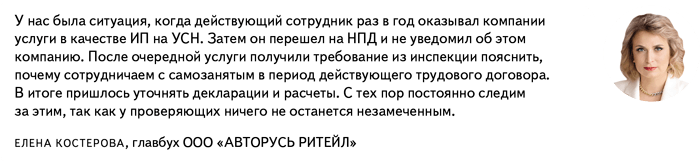 У нас была ситуация, когда действующий сотрудник раз в год оказывал компании
услуги в качестве ИП на УСН. Затем он перешел на НПД и не уведомил об этом
компанию. После очередной услуги получили требование из инспекции пояснить,
почему сотрудничаем с самозанятым в период действующего трудового договора.
В итоге пришлось уточнять декларации и расчеты. С тех пор постоянно следим
за этим, так как у проверяющих ничего не останется незамеченным.
ЕЛЕНА КОСТЕРОВА, главбух ООО «АВТОРУСЬ РИТЕЙЛ»